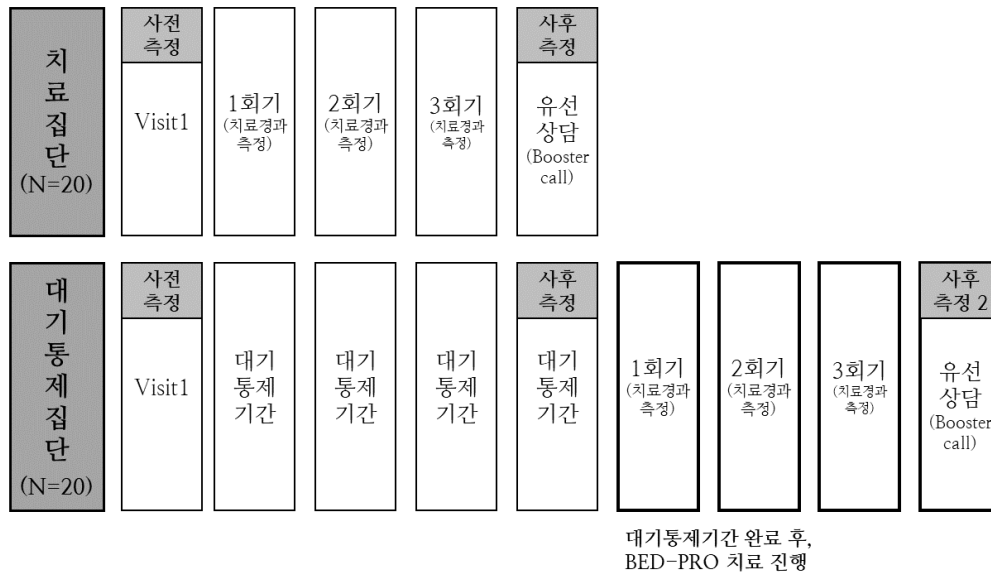 치
료
집
단
(N=20)
사전
측정
Visit1
1회기
(치료경과
측정)
2회기
(치료경과
측정)
3회기
(치료경과
측정)
사후
측정
유선
상담
(Booster
call)
대
기
통
제
집
단
(N=20)
사전
측정
Visit1
대기
통제
기간
대기
통제
기간
대기
통제
기간
사후
측정
대기
통제
기간
1회기
(치료경과
측정)
2회기
(치료경과
측정)
3회기
(치료경과
측정)
사후
측정 2
유선
상담
(Booster
call)
대기통제기간 완료 후,
BED-PRO 치료 진행